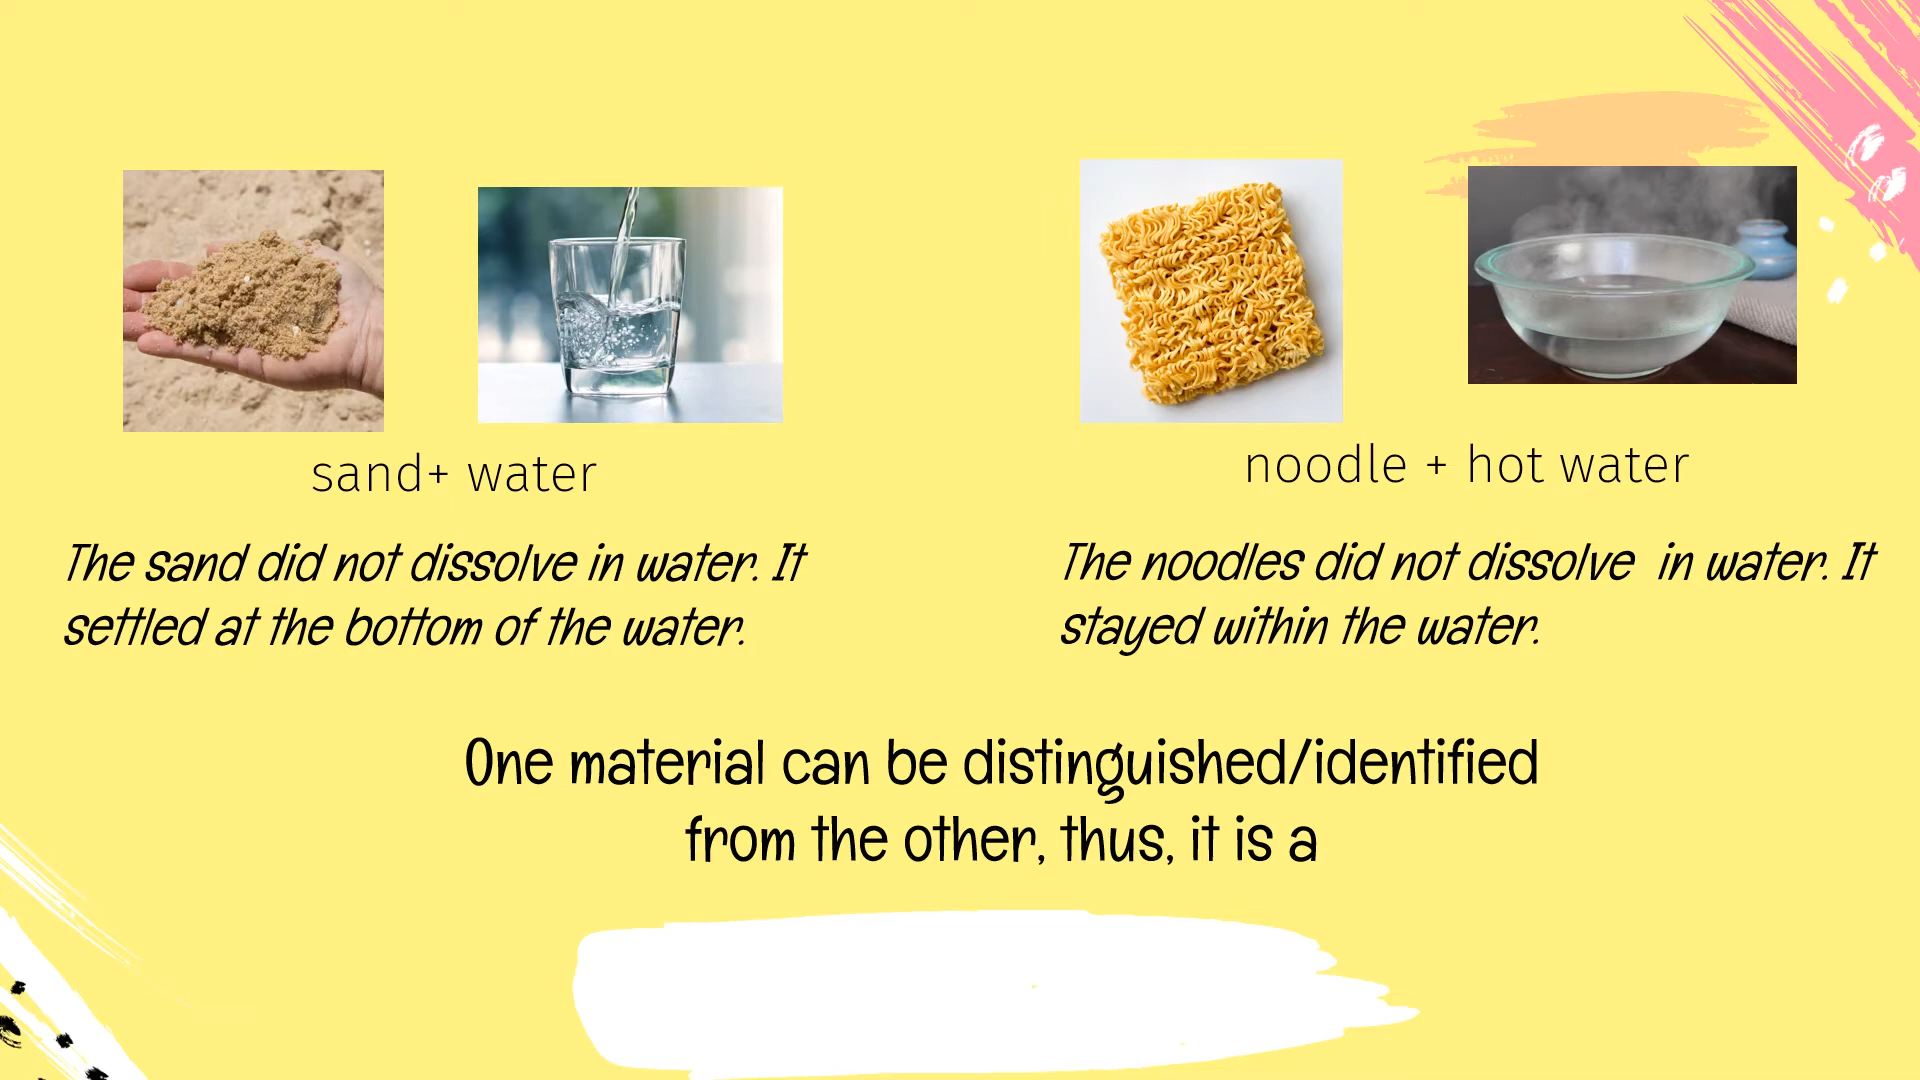 sand+ water
The sand did not dissolve in water. It
settled at the bottom of the water.
noodle + hot water
The noodles did not dissolve in water. It
stayed within the water.
One material can be distinguished/identified
from the other, thus, it is a